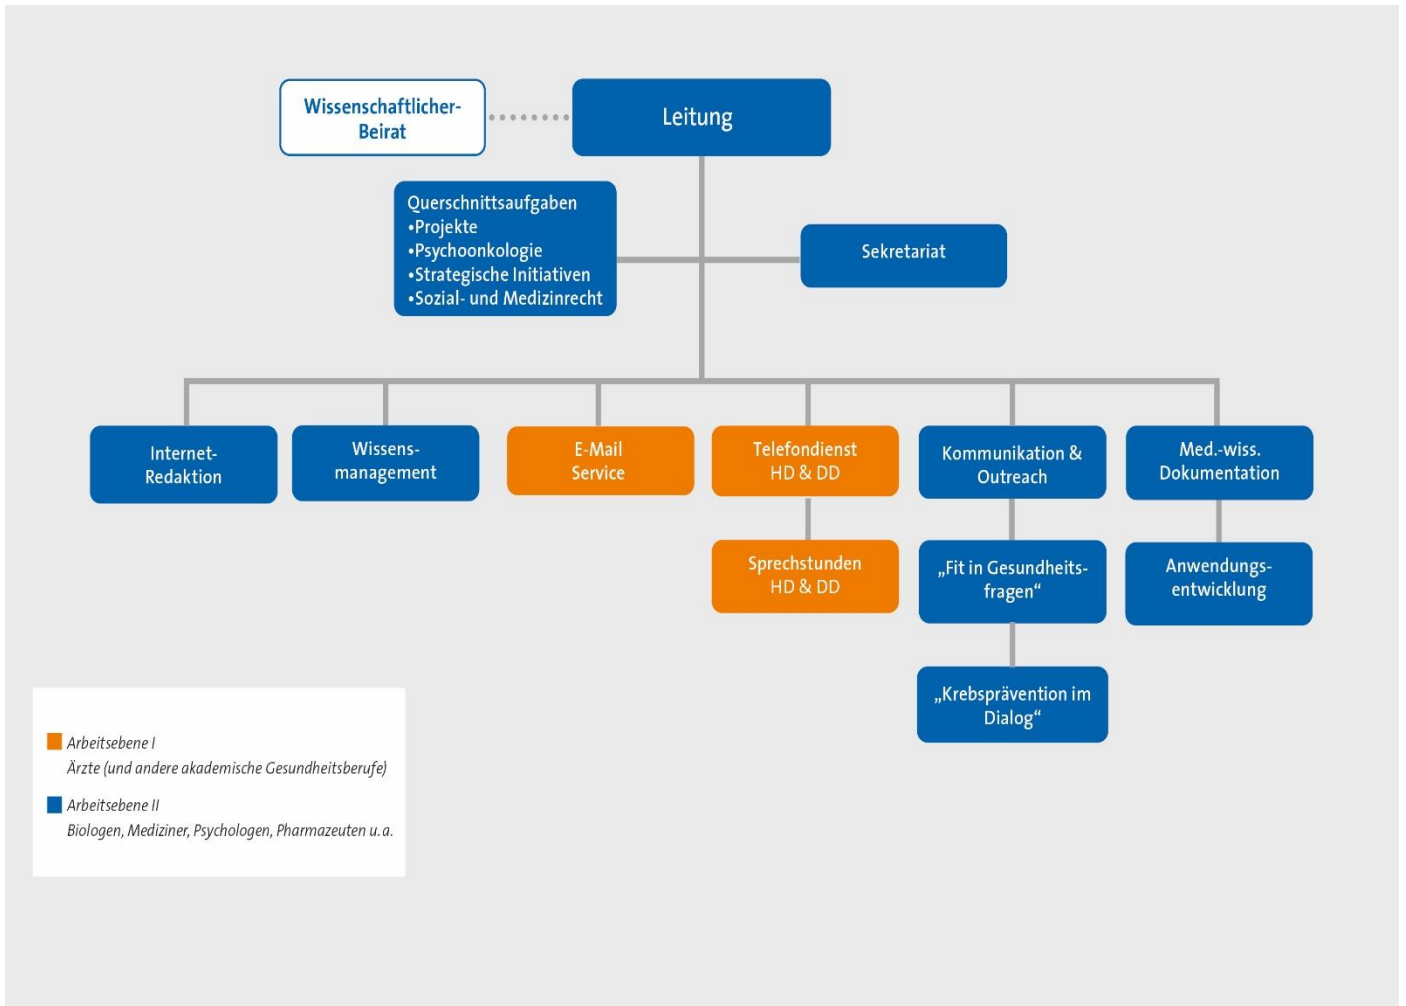 Wissenschaftlicher-
Beirat
Leitung
Querschnittsaufgaben
•Projekte
•Psychoonkologie
•Strategische Initiativen
•Sozial- und Medizinrecht
Sekretariat
Internet-
Redaktion
Wissens-
management
E-Mail
Service
Telefondienst
HD & DD
Kommunikation &
Outreach
Med.-wiss.
Dokumentation
Sprechstunden
HD & DD
„Fit in Gesundheits-
fragen“
Anwendungs-
entwicklung
„Krebsprävention im
Dialog“
Arbeitsebene I
Ärzte (und andere akademische Gesundheitsberufe)
Arbeitsebene II
Biologen, Mediziner, Psychologen, Pharmazeuten u.a.